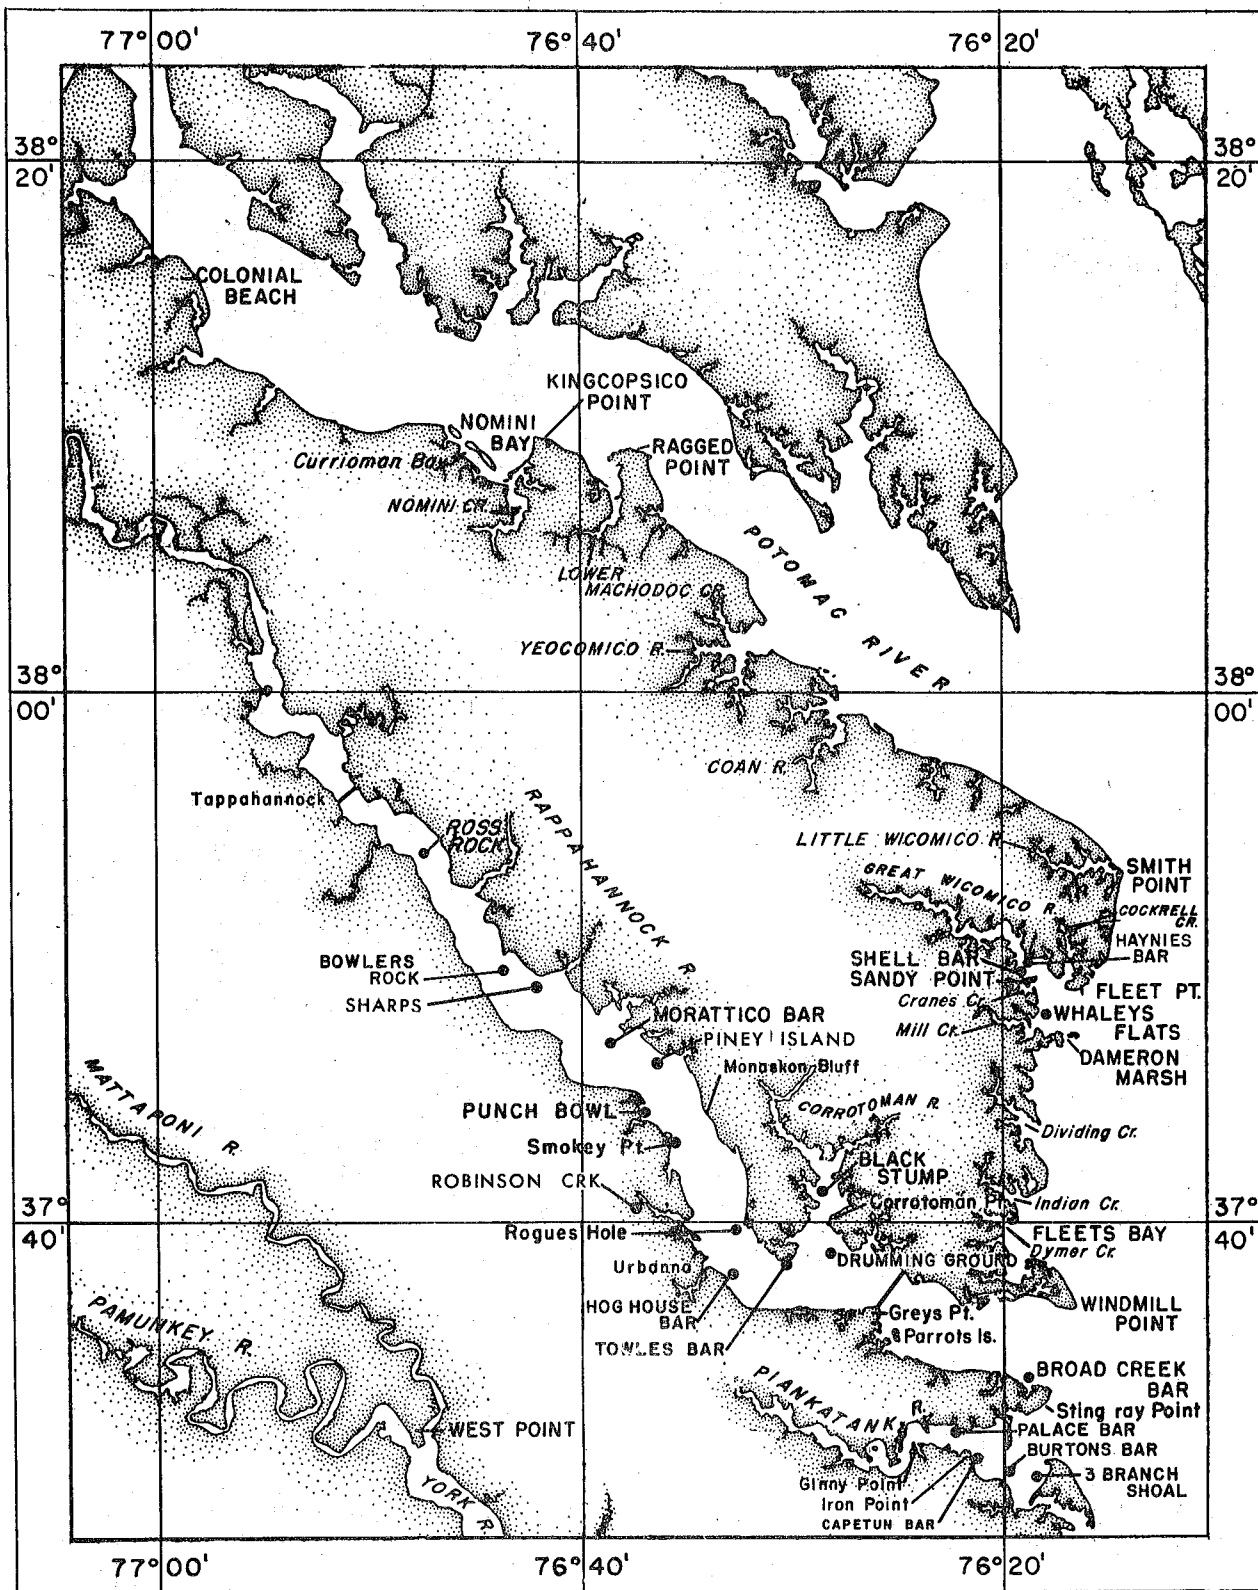 77°00' 76°40' 76°20'
38° 38°
20' 20'
COLONIAL
BEACH
KINGCOPSICO
POINT
NOMINI
BAY
RAGGED
POINT
Currioman Bay
NOMINI CR.
LOWER
MACHODOC CR.
POTOMAC RIVER
YEOCOMICO R.
38° 38°
00' 00'
COAN R.
Tappahannock
ROSS
ROCK
RAPPAHANNOCK R.
LITTLE WICOMICO R.
SMITH
POINT
GREAT WICOMICO R.
COCKRELL
CR.
HAYNIES
BAR
BOWLERS
ROCK
SHARPS
SHELL BAR
SANDY POINT
Cranes Cr.
FLEET PT.
MORATTICO BAR
WHALEYS
FLATS
Mill Cr.
PINEY ISLAND
DAMERON
MARSH
Monaskon Bluff
MATTAPONI R.
CORROTOMAN R.
PUNCH BOWL
Dividing Cr.
Smokey Pt.
BLACK
STUMP
ROBINSON CRK
Corrotoman Pt.
Indian Cr.
37° 37°
40' 40'
Rogues Hole
FLEETS BAY
Dymer Cr.
Urbanna
DRUMMING GROUND
HOG HOUSE
BAR
Greys Pt.
WINDMILL
POINT
PAMUNKEY R.
Parrots Is.
TOWLES BAR
BROAD CREEK
BAR
PIANKATANK R.
Sting ray Point
WEST POINT
PALACE BAR
BURTONS BAR
3 BRANCH
SHOAL
YORK R.
Ginny Point
Iron Point
CAPETUN BAR
77°00' 76°40' 76°20'